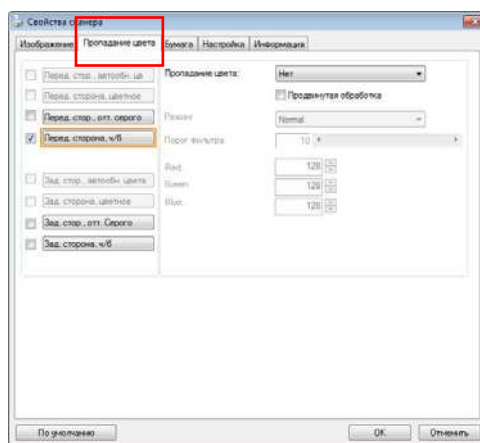 Свойства сканера
Изображение Пропадание цвета Бумага Настройка Информация
Перед. стор., автообн. цв Пропадание цвета: Нет
Перед. сторона, цветное Продвинутая обработка
Перед. стор., отт. серого Режим: Normal
Перед. сторона, ч/б Порог фильтра: 10
Red: 128
Зад. стор., автообн. цвета Green: 128
Зад. сторона, цветное Blue: 128
Зад. стор., отт. Серого
Зад. сторона, ч/б
По умолчанию OK Отменить